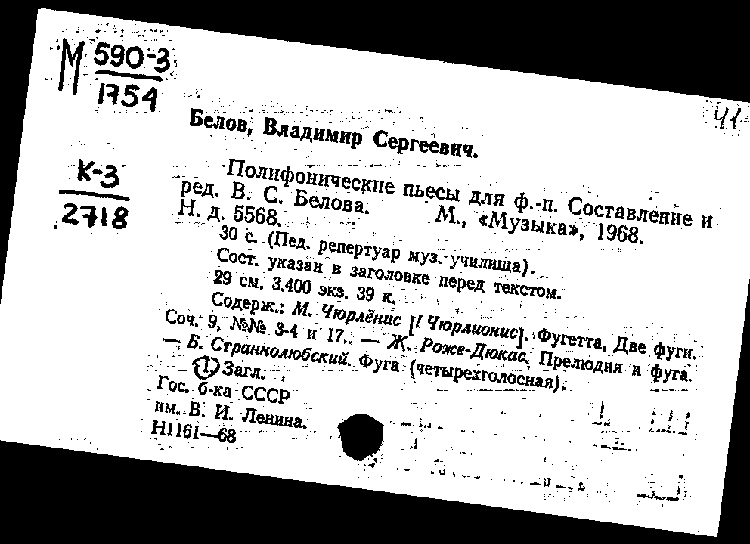 М 590-3
1754
41
К-3
2718
Белов, Владимир Сергеевич.
Полифонические пьесы для ф.-п. Составление и
ред. В. С. Белова. М., «Музыка», 1968.
Н. д. 5568.
30 с. (Пед. репертуар муз. училища).
Сост. указан в заголовке перед текстом.
29 см. 3.400 экз. 39 к.
Содерж.: М. Чюрлёнис [! Чюрлионис]. Фугетта, Две фуги.
Соч. 9, №№ 3-4 и 17. — Ж. Роже-Дюкас. Прелюдия и фуга.
— Б. Странколюбский. Фуга (четырехголосная).
1. Загл.
Гос. б-ка СССР
им. В. И. Ленина.
Н1161—68